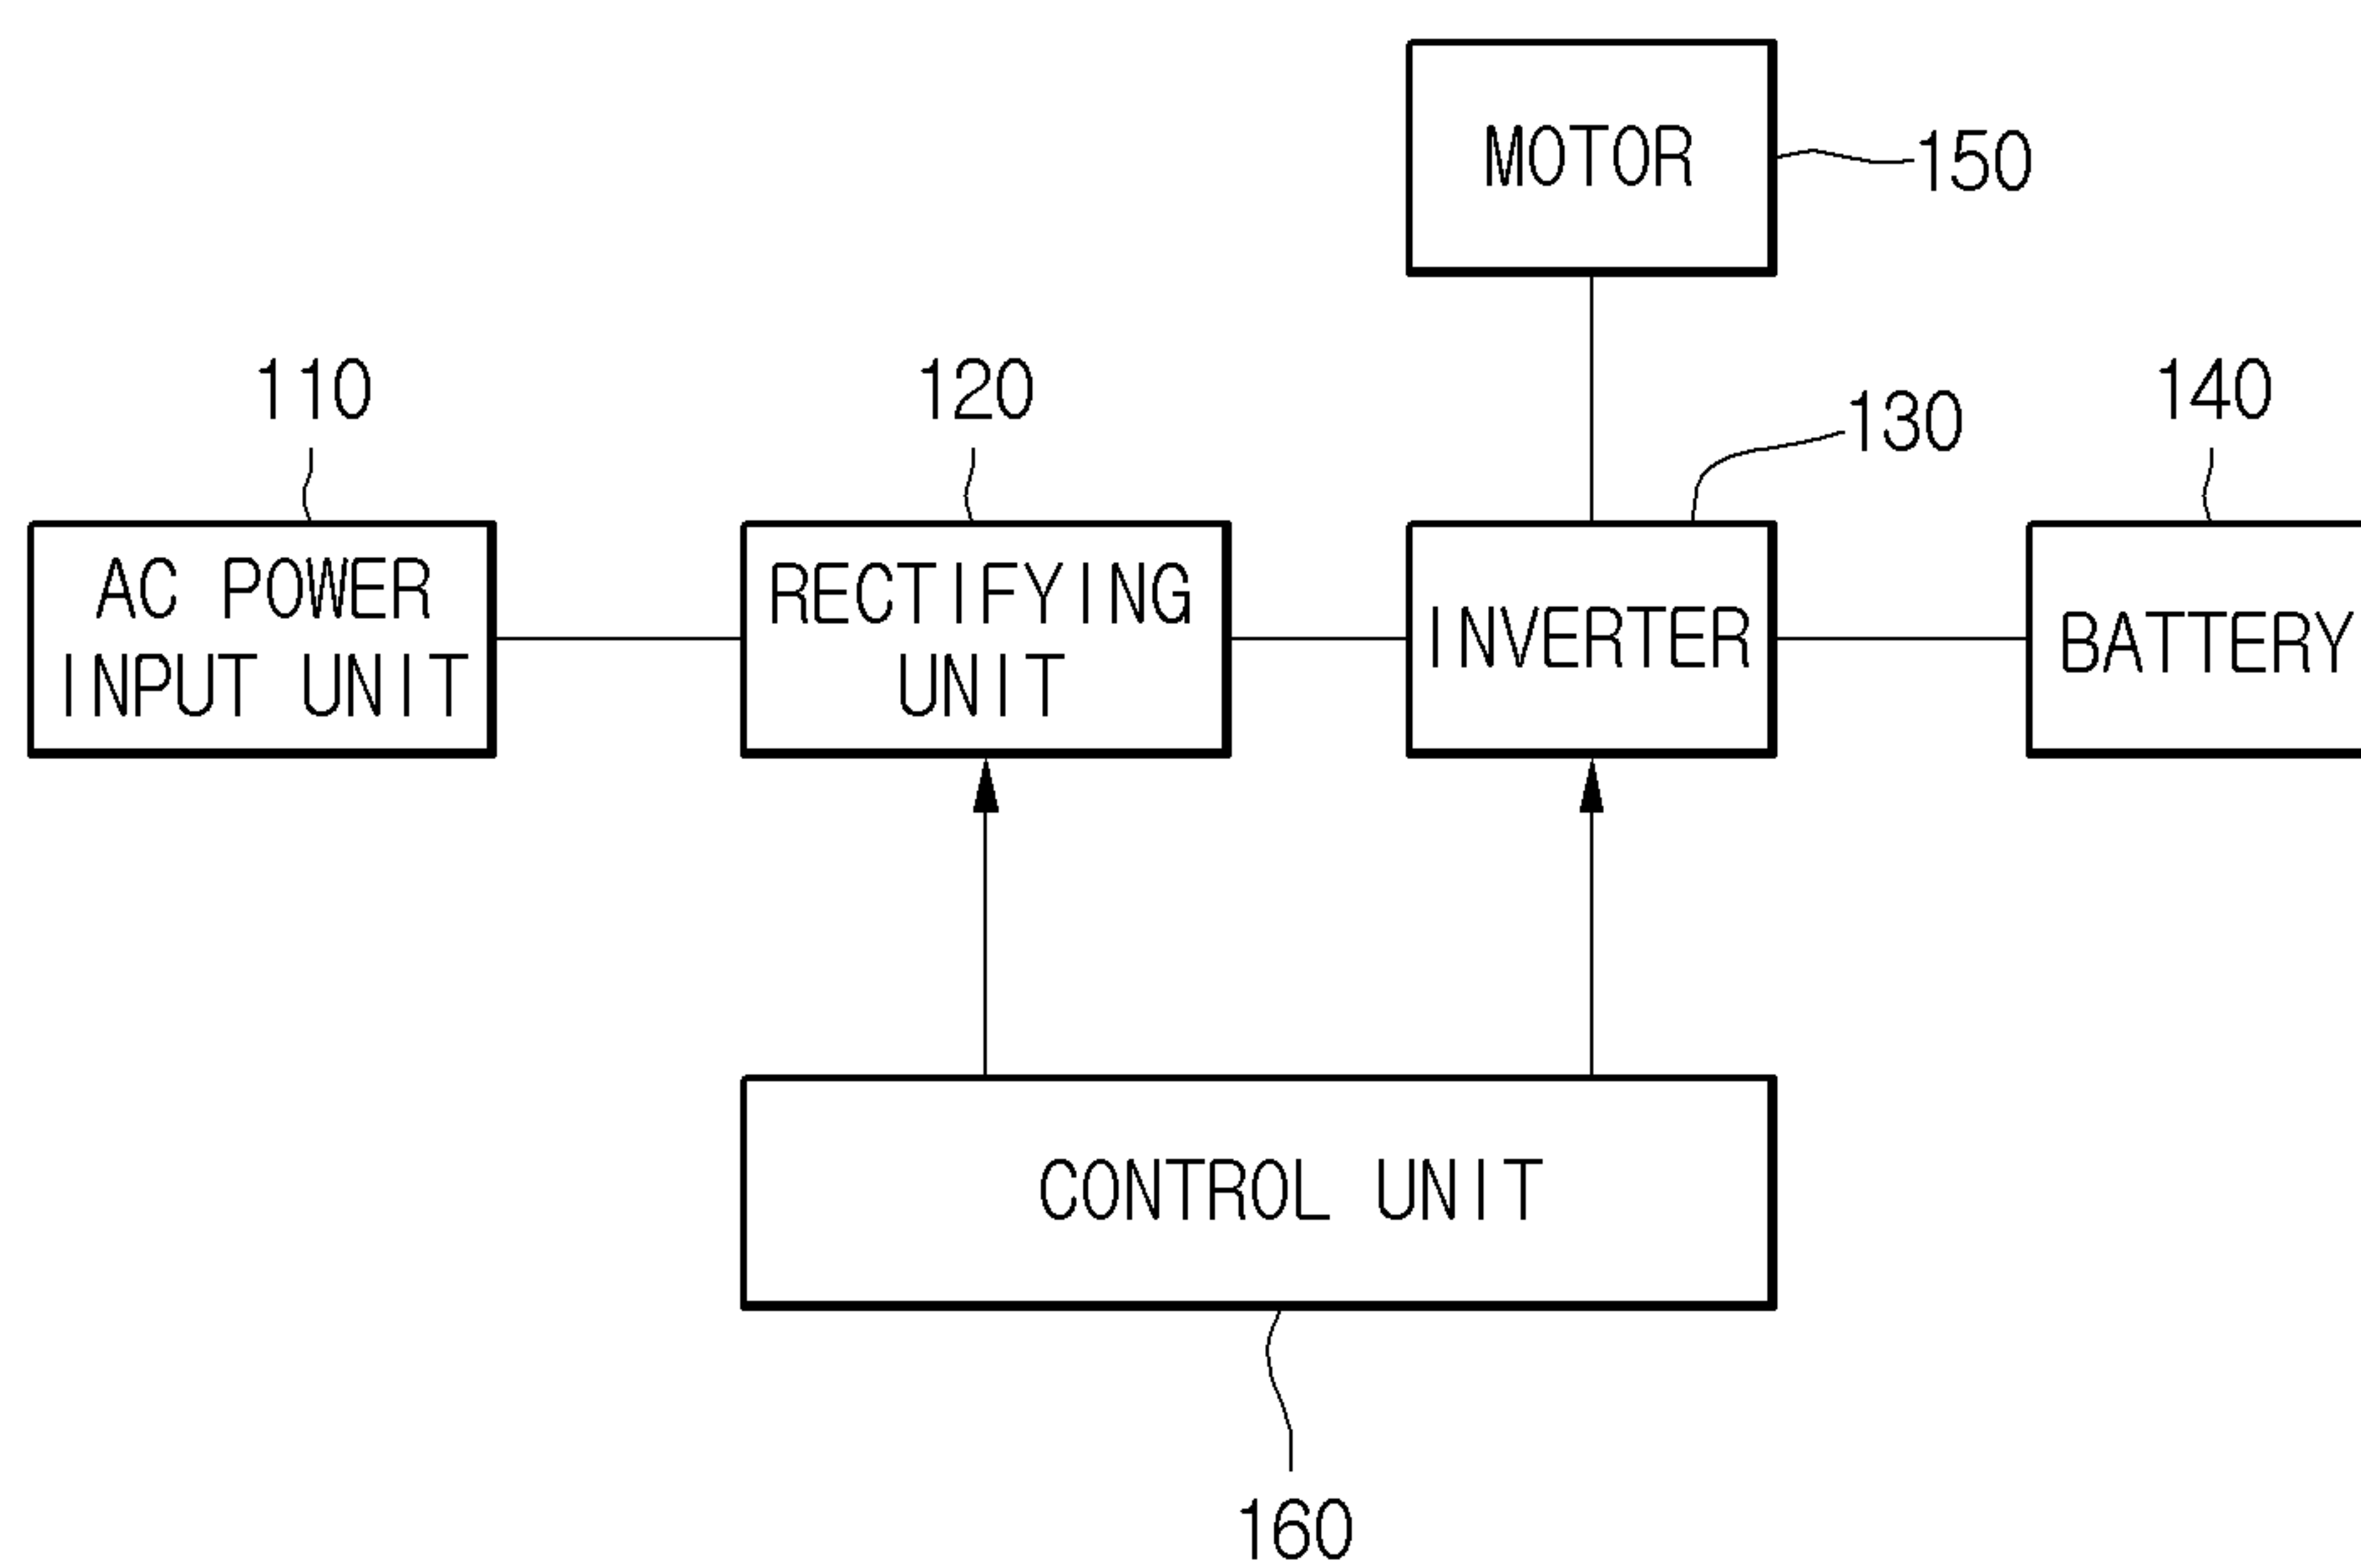 MOTOR
150
110
120
130
140
AC POWER
INPUT UNIT
RECTIFYING
UNIT
INVERTER
BATTERY
CONTROL UNIT
160